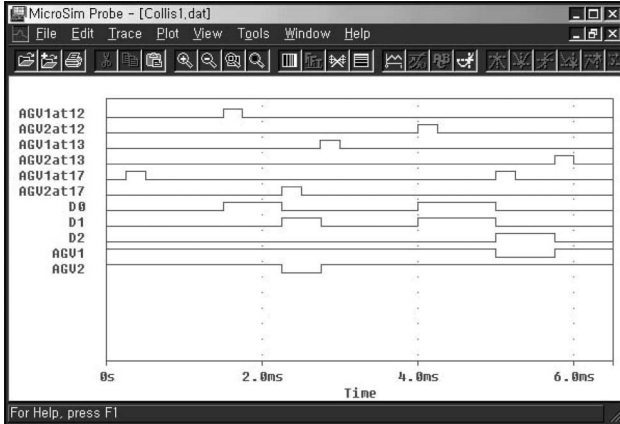 MicroSim Probe - [Collis1.dat]
File Edit Trace Plot View Tools Window Help
AGV1at12
AGV2at12
AGV1at13
AGV2at13
AGV1at17
AGV2at17
D0
D1
D2
AGV1
AGV2
0s 2.0ms 4.0ms 6.0ms
Time
For Help, press F1